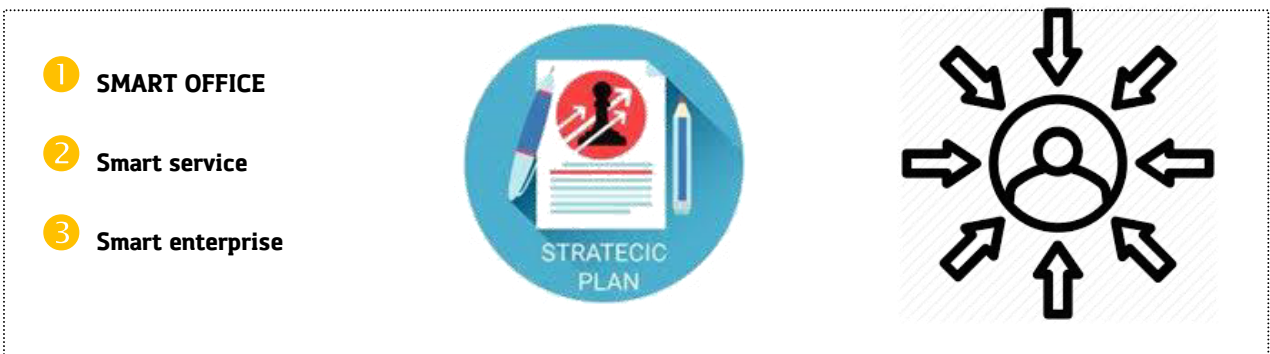 1 SMART OFFICE
2 Smart service
3 Smart enterprise
STRATECIC
PLAN